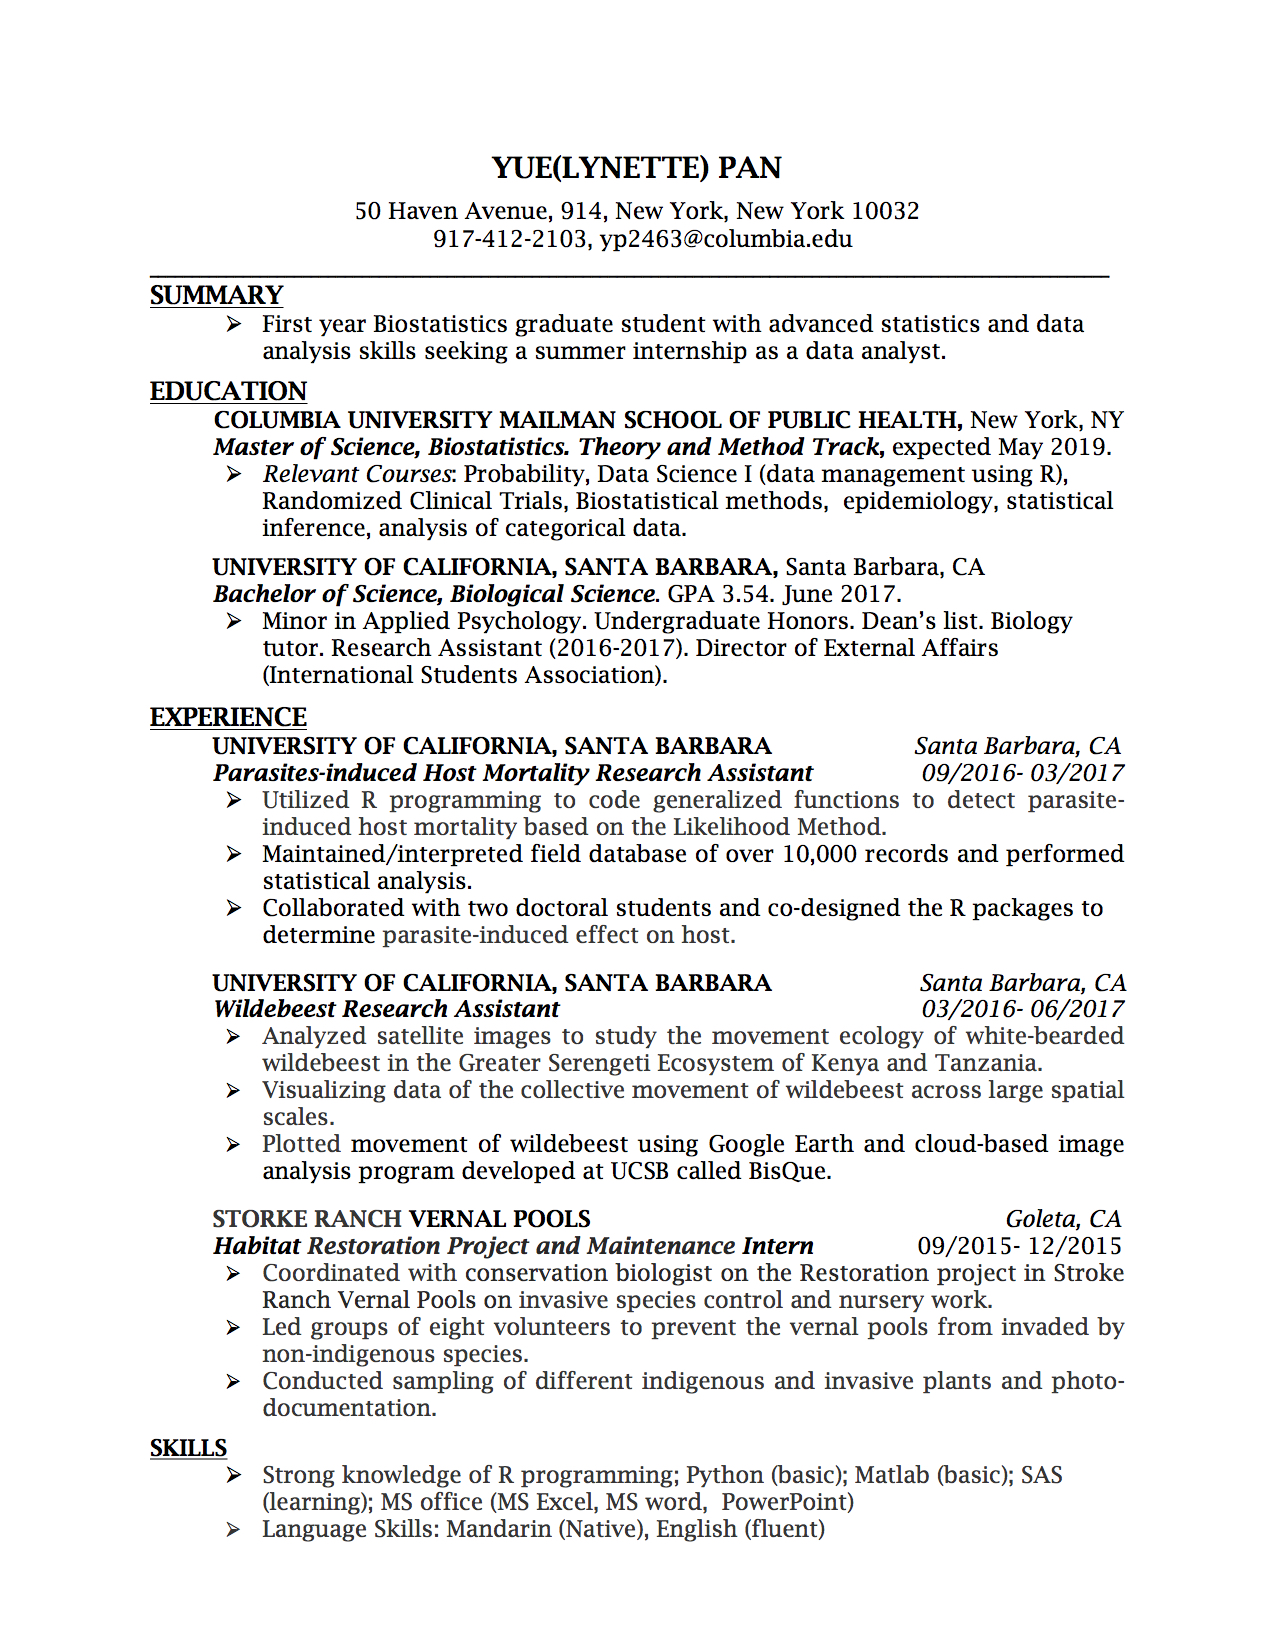 YUE(LYNETTE) PAN
50 Haven Avenue, 914, New York, New York 10032
917-412-2103, yp2463@columbia.edu
SUMMARY
➢ First year Biostatistics graduate student with advanced statistics and data
analysis skills seeking a summer internship as a data analyst.
EDUCATION
COLUMBIA UNIVERSITY MAILMAN SCHOOL OF PUBLIC HEALTH, New York, NY
Master of Science, Biostatistics. Theory and Method Track, expected May 2019.
➢ Relevant Courses: Probability, Data Science I (data management using R),
Randomized Clinical Trials, Biostatistical methods, epidemiology, statistical
inference, analysis of categorical data.
UNIVERSITY OF CALIFORNIA, SANTA BARBARA, Santa Barbara, CA
Bachelor of Science, Biological Science. GPA 3.54. June 2017.
➢ Minor in Applied Psychology. Undergraduate Honors. Dean’s list. Biology
tutor. Research Assistant (2016-2017). Director of External Affairs
(International Students Association).
EXPERIENCE
UNIVERSITY OF CALIFORNIA, SANTA BARBARA Santa Barbara, CA
Parasites-induced Host Mortality Research Assistant 09/2016- 03/2017
➢ Utilized R programming to code generalized functions to detect parasite-
induced host mortality based on the Likelihood Method.
➢ Maintained/interpreted field database of over 10,000 records and performed
statistical analysis.
➢ Collaborated with two doctoral students and co-designed the R packages to
determine parasite-induced effect on host.
UNIVERSITY OF CALIFORNIA, SANTA BARBARA Santa Barbara, CA
Wildebeest Research Assistant 03/2016- 06/2017
➢ Analyzed satellite images to study the movement ecology of white-bearded
wildebeest in the Greater Serengeti Ecosystem of Kenya and Tanzania.
➢ Visualizing data of the collective movement of wildebeest across large spatial
scales.
➢ Plotted movement of wildebeest using Google Earth and cloud-based image
analysis program developed at UCSB called BisQue.
STORKE RANCH VERNAL POOLS Goleta, CA
Habitat Restoration Project and Maintenance Intern 09/2015- 12/2015
➢ Coordinated with conservation biologist on the Restoration project in Stroke
Ranch Vernal Pools on invasive species control and nursery work.
➢ Led groups of eight volunteers to prevent the vernal pools from invaded by
non-indigenous species.
➢ Conducted sampling of different indigenous and invasive plants and photo-
documentation.
SKILLS
➢ Strong knowledge of R programming; Python (basic); Matlab (basic); SAS
(learning); MS office (MS Excel, MS word, PowerPoint)
➢ Language Skills: Mandarin (Native), English (fluent)